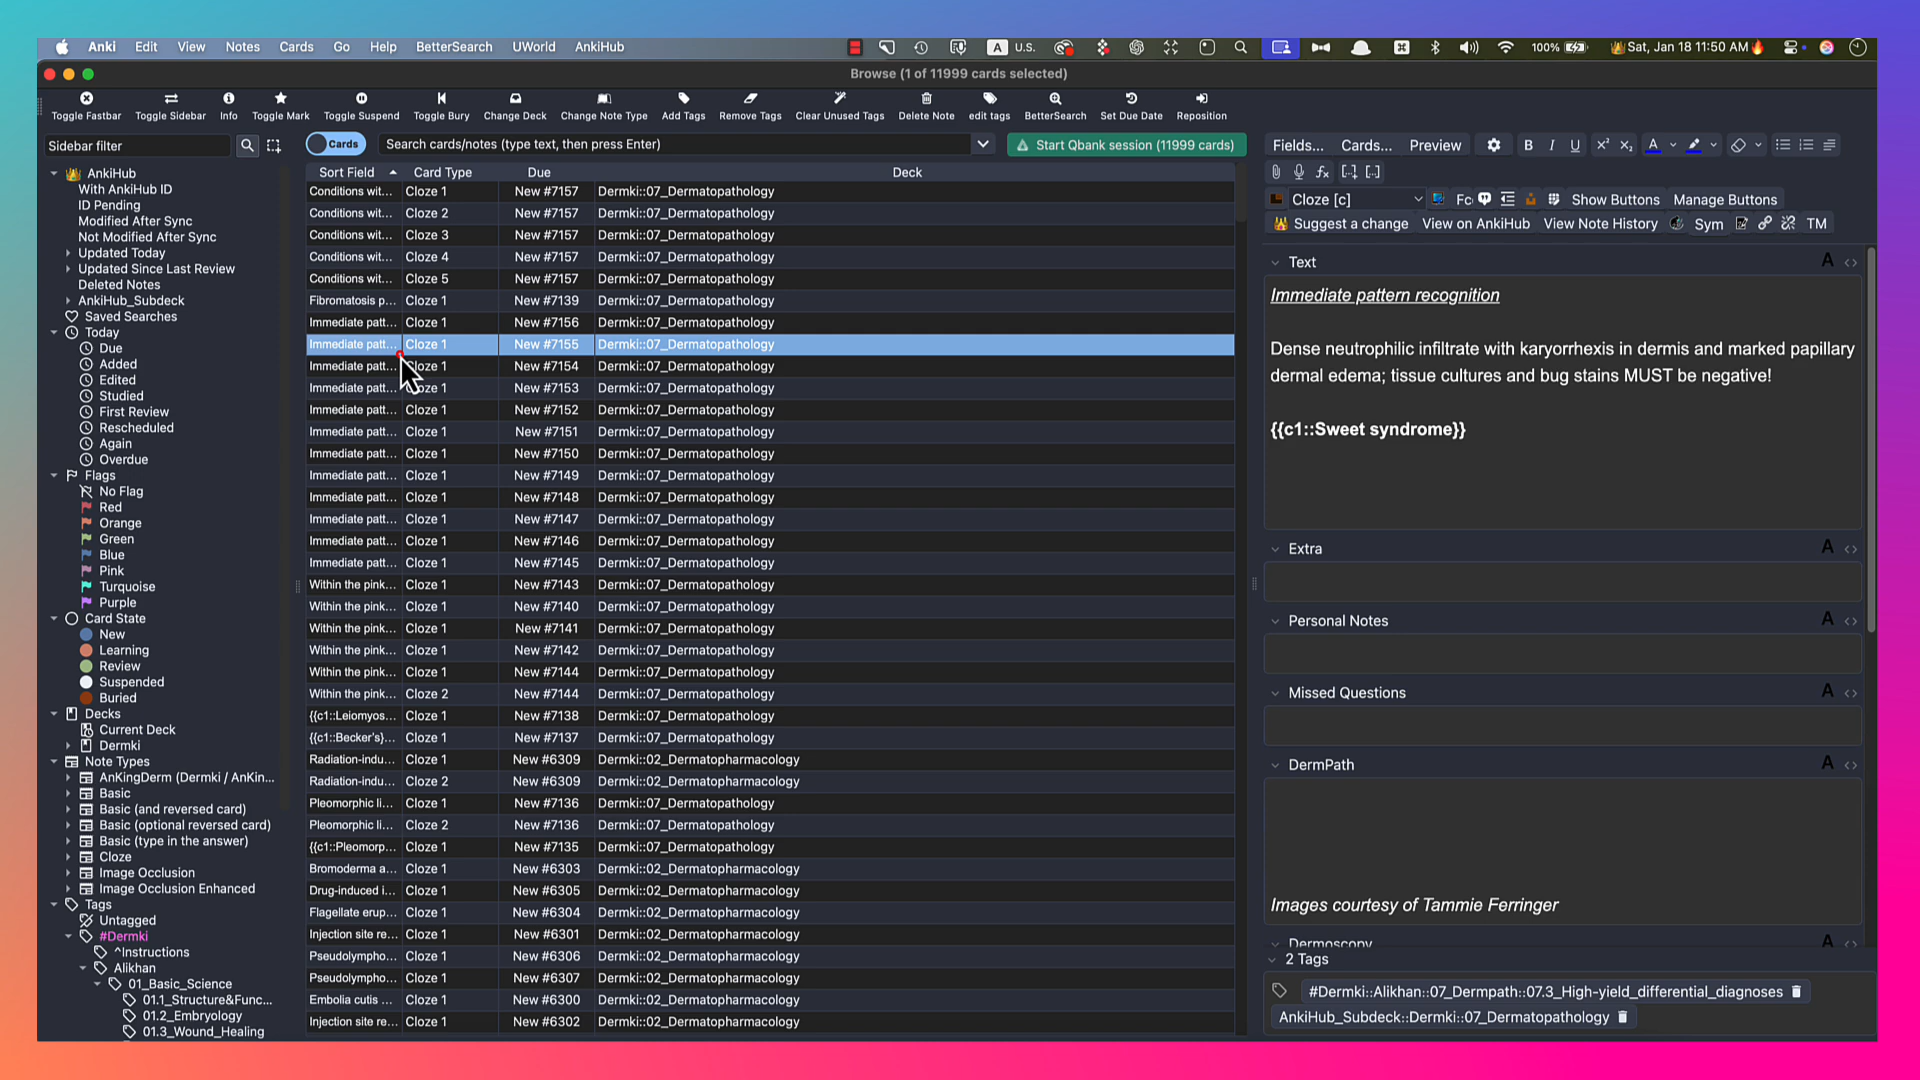 Anki Edit View Notes Cards Go Help BetterSearch UWorld AnkiHub A U.S. 100% Sat, Jan 18 11:50 AM
Browse (1 of 11999 cards selected)
Toggle Fastbar Toggle Sidebar Info Toggle Mark Toggle Suspend Toggle Bury Change Deck Change Note Type Add Tags Remove Tags Clear Unused Tags Delete Note edit tags BetterSearch Set Due Date Reposition
Sidebar filter
AnkiHub
With AnkiHub ID
ID Pending
Modified After Sync
Not Modified After Sync
Updated Today
Updated Since Last Review
Deleted Notes
AnkiHub_Subdeck
Saved Searches
Today
Due
Added
Edited
Studied
First Review
Rescheduled
Again
Overdue
Flags
No Flag
Red
Orange
Green
Blue
Pink
Turquoise
Purple
Card State
New
Learning
Review
Suspended
Buried
Decks
Current Deck
Dermki
Note Types
AnKingDerm (Dermki / AnKin...
Basic
Basic (and reversed card)
Basic (optional reversed card)
Basic (type in the answer)
Cloze
Image Occlusion
Image Occlusion Enhanced
Tags
Untagged
#Dermki
^Instructions
Alikhan
01_Basic_Science
01.1_Structure&Func...
01.2_Embryology
01.3_Wound_Healing
Cards Search cards/notes (type text, then press Enter) Start Qbank session (11999 cards)
Sort Field Card Type Due Deck
Conditions wit... Cloze 1 New #7157 Dermki::07_Dermatopathology
Conditions wit... Cloze 2 New #7157 Dermki::07_Dermatopathology
Conditions wit... Cloze 3 New #7157 Dermki::07_Dermatopathology
Conditions wit... Cloze 4 New #7157 Dermki::07_Dermatopathology
Conditions wit... Cloze 5 New #7157 Dermki::07_Dermatopathology
Fibromatosis p... Cloze 1 New #7139 Dermki::07_Dermatopathology
Immediate patt... Cloze 1 New #7156 Dermki::07_Dermatopathology
Immediate patt... Cloze 1 New #7155 Dermki::07_Dermatopathology
Immediate patt... Cloze 1 New #7154 Dermki::07_Dermatopathology
Immediate patt... Cloze 1 New #7153 Dermki::07_Dermatopathology
Immediate patt... Cloze 1 New #7152 Dermki::07_Dermatopathology
Immediate patt... Cloze 1 New #7151 Dermki::07_Dermatopathology
Immediate patt... Cloze 1 New #7150 Dermki::07_Dermatopathology
Immediate patt... Cloze 1 New #7149 Dermki::07_Dermatopathology
Immediate patt... Cloze 1 New #7148 Dermki::07_Dermatopathology
Immediate patt... Cloze 1 New #7147 Dermki::07_Dermatopathology
Immediate patt... Cloze 1 New #7146 Dermki::07_Dermatopathology
Immediate patt... Cloze 1 New #7145 Dermki::07_Dermatopathology
Within the pink... Cloze 1 New #7143 Dermki::07_Dermatopathology
Within the pink... Cloze 1 New #7140 Dermki::07_Dermatopathology
Within the pink... Cloze 1 New #7141 Dermki::07_Dermatopathology
Within the pink... Cloze 1 New #7142 Dermki::07_Dermatopathology
Within the pink... Cloze 1 New #7144 Dermki::07_Dermatopathology
Within the pink... Cloze 2 New #7144 Dermki::07_Dermatopathology
{{c1::Leiomyos... Cloze 1 New #7138 Dermki::07_Dermatopathology
{{c1::Becker's}... Cloze 1 New #7137 Dermki::07_Dermatopathology
Radiation-indu... Cloze 1 New #6309 Dermki::02_Dermatopharmacology
Radiation-indu... Cloze 2 New #6309 Dermki::02_Dermatopharmacology
Pleomorphic li... Cloze 1 New #7136 Dermki::07_Dermatopathology
Pleomorphic li... Cloze 2 New #7136 Dermki::07_Dermatopathology
{{c1::Pleomorp... Cloze 1 New #7135 Dermki::07_Dermatopathology
Bromoderma a... Cloze 1 New #6303 Dermki::02_Dermatopharmacology
Drug-induced i... Cloze 1 New #6305 Dermki::02_Dermatopharmacology
Flagellate erup... Cloze 1 New #6304 Dermki::02_Dermatopharmacology
Injection site re... Cloze 1 New #6301 Dermki::02_Dermatopharmacology
Pseudolympho... Cloze 1 New #6306 Dermki::02_Dermatopharmacology
Pseudolympho... Cloze 1 New #6307 Dermki::02_Dermatopharmacology
Embolia cutis ... Cloze 1 New #6300 Dermki::02_Dermatopharmacology
Injection site re... Cloze 1 New #6302 Dermki::02_Dermatopharmacology
Fields... Cards... Preview B I U X² X₂ A
fx [...] [...]
Cloze [c] Fc Show Buttons Manage Buttons
Suggest a change View on AnkiHub View Note History Sym TM
Text A <>
Immediate pattern recognition
Dense neutrophilic infiltrate with karyorrhexis in dermis and marked papillary
dermal edema; tissue cultures and bug stains MUST be negative!
{{c1::Sweet syndrome}}
Extra A <>
Personal Notes A <>
Missed Questions A <>
DermPath A <>
Images courtesy of Tammie Ferringer
Dermoscopy A <>
2 Tags
#Dermki::Alikhan::07_Dermpath::07.3_High-yield_differential_diagnoses
AnkiHub_Subdeck::Dermki::07_Dermatopathology